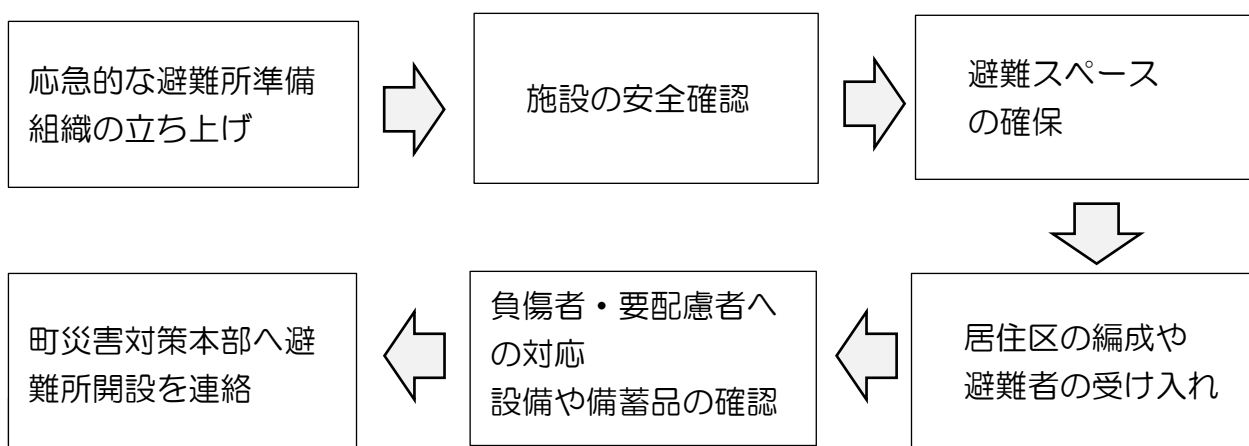 応急的な避難所準備
組織の立ち上げ
施設の安全確認
避難スペース
の確保
居住区の編成や
避難者の受け入れ
負傷者・要配慮者へ
の対応
設備や備蓄品の確認
町災害対策本部へ避
難所開設を連絡